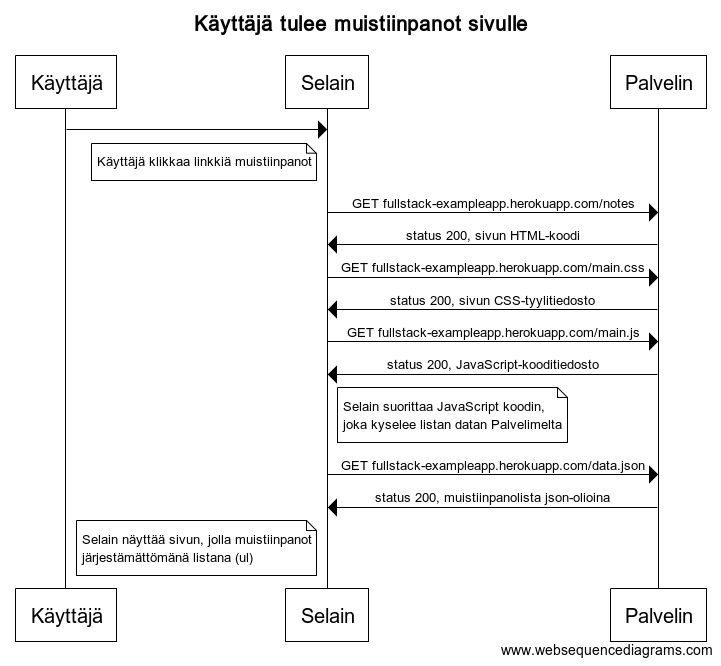 Käyttäjä tulee muistiinpanot sivulle
Käyttäjä
Selain
Palvelin
Käyttäjä klikkaa linkkiä muistiinpanot
GET fullstack-exampleapp.herokuapp.com/notes
status 200, sivun HTML-koodi
GET fullstack-exampleapp.herokuapp.com/main.css
status 200, sivun CSS-tyylitiedosto
GET fullstack-exampleapp.herokuapp.com/main.js
status 200, JavaScript-kooditiedosto
Selain suorittaa JavaScript koodin,
joka kyselee listan datan Palvelimelta
GET fullstack-exampleapp.herokuapp.com/data.json
status 200, muistiinpanolista json-olioina
Selain näyttää sivun, jolla muistiinpanot
järjestämättömänä listana (ul)
Käyttäjä
Selain
Palvelin
www.websequencediagrams.com